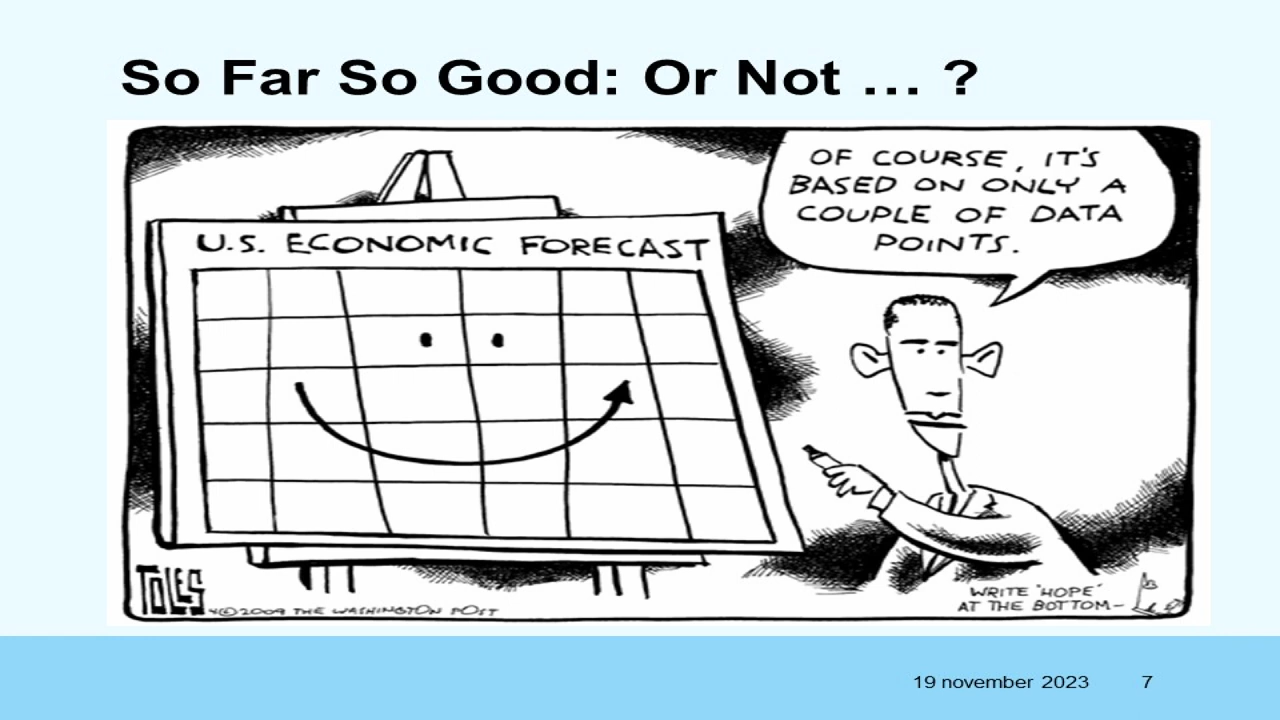 So Far So Good: Or Not … ?
OF COURSE, IT'S
BASED ON ONLY A
COUPLE OF DATA
POINTS.
U.S. ECONOMIC FORECAST
WRITE 'HOPE'
AT THE BOTTOM–
TOLES
©2009 THE WASHINGTON POST
19 november 2023
7